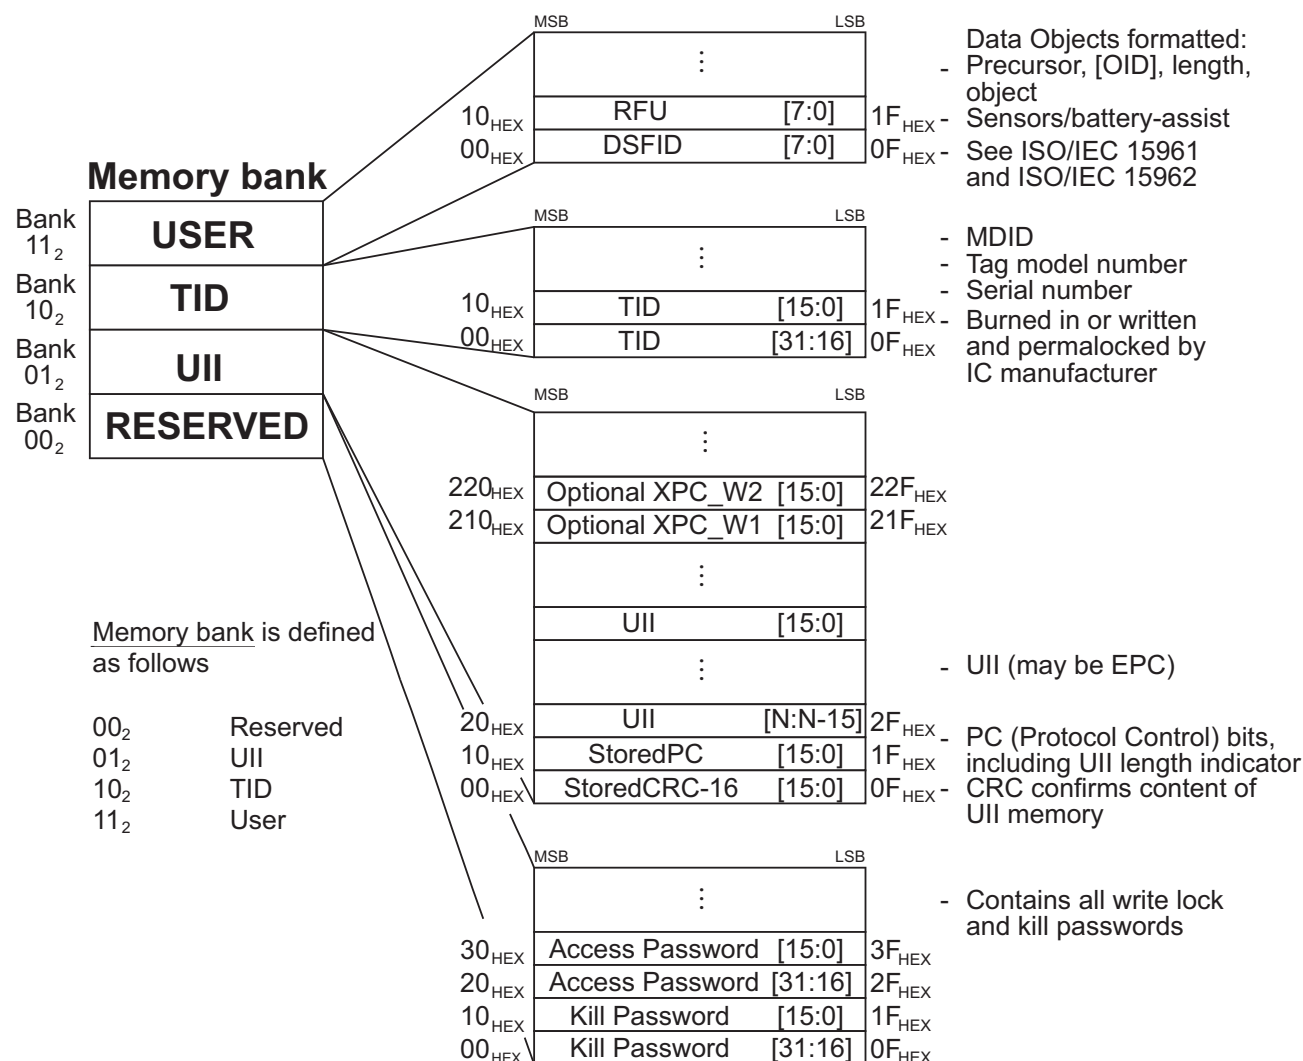 MSB LSB
⋮
10HEX RFU [7:0] 1FHEX
00HEX DSFID [7:0] 0FHEX
Data Objects formatted:
- Precursor, [OID], length,
object
- Sensors/battery-assist
- See ISO/IEC 15961
and ISO/IEC 15962
Memory bank
Bank
11₂ USER
Bank
10₂ TID
Bank
01₂ UII
Bank
00₂ RESERVED
MSB LSB
⋮
10HEX TID [15:0] 1FHEX
00HEX TID [31:16] 0FHEX
- MDID
- Tag model number
- Serial number
- Burned in or written
and permalocked by
IC manufacturer
MSB LSB
⋮
220HEX Optional XPC_W2 [15:0] 22FHEX
210HEX Optional XPC_W1 [15:0] 21FHEX
⋮
UII [15:0]
⋮
20HEX UII [N:N-15] 2FHEX
10HEX StoredPC [15:0] 1FHEX
00HEX StoredCRC-16 [15:0] 0FHEX
- UII (may be EPC)
- PC (Protocol Control) bits,
including UII length indicator
- CRC confirms content of
UII memory
Memory bank is defined
as follows
00₂ Reserved
01₂ UII
10₂ TID
11₂ User
MSB LSB
⋮
30HEX Access Password [15:0] 3FHEX
20HEX Access Password [31:16] 2FHEX
10HEX Kill Password [15:0] 1FHEX
00HEX Kill Password [31:16] 0FHEX
- Contains all write lock
and kill passwords